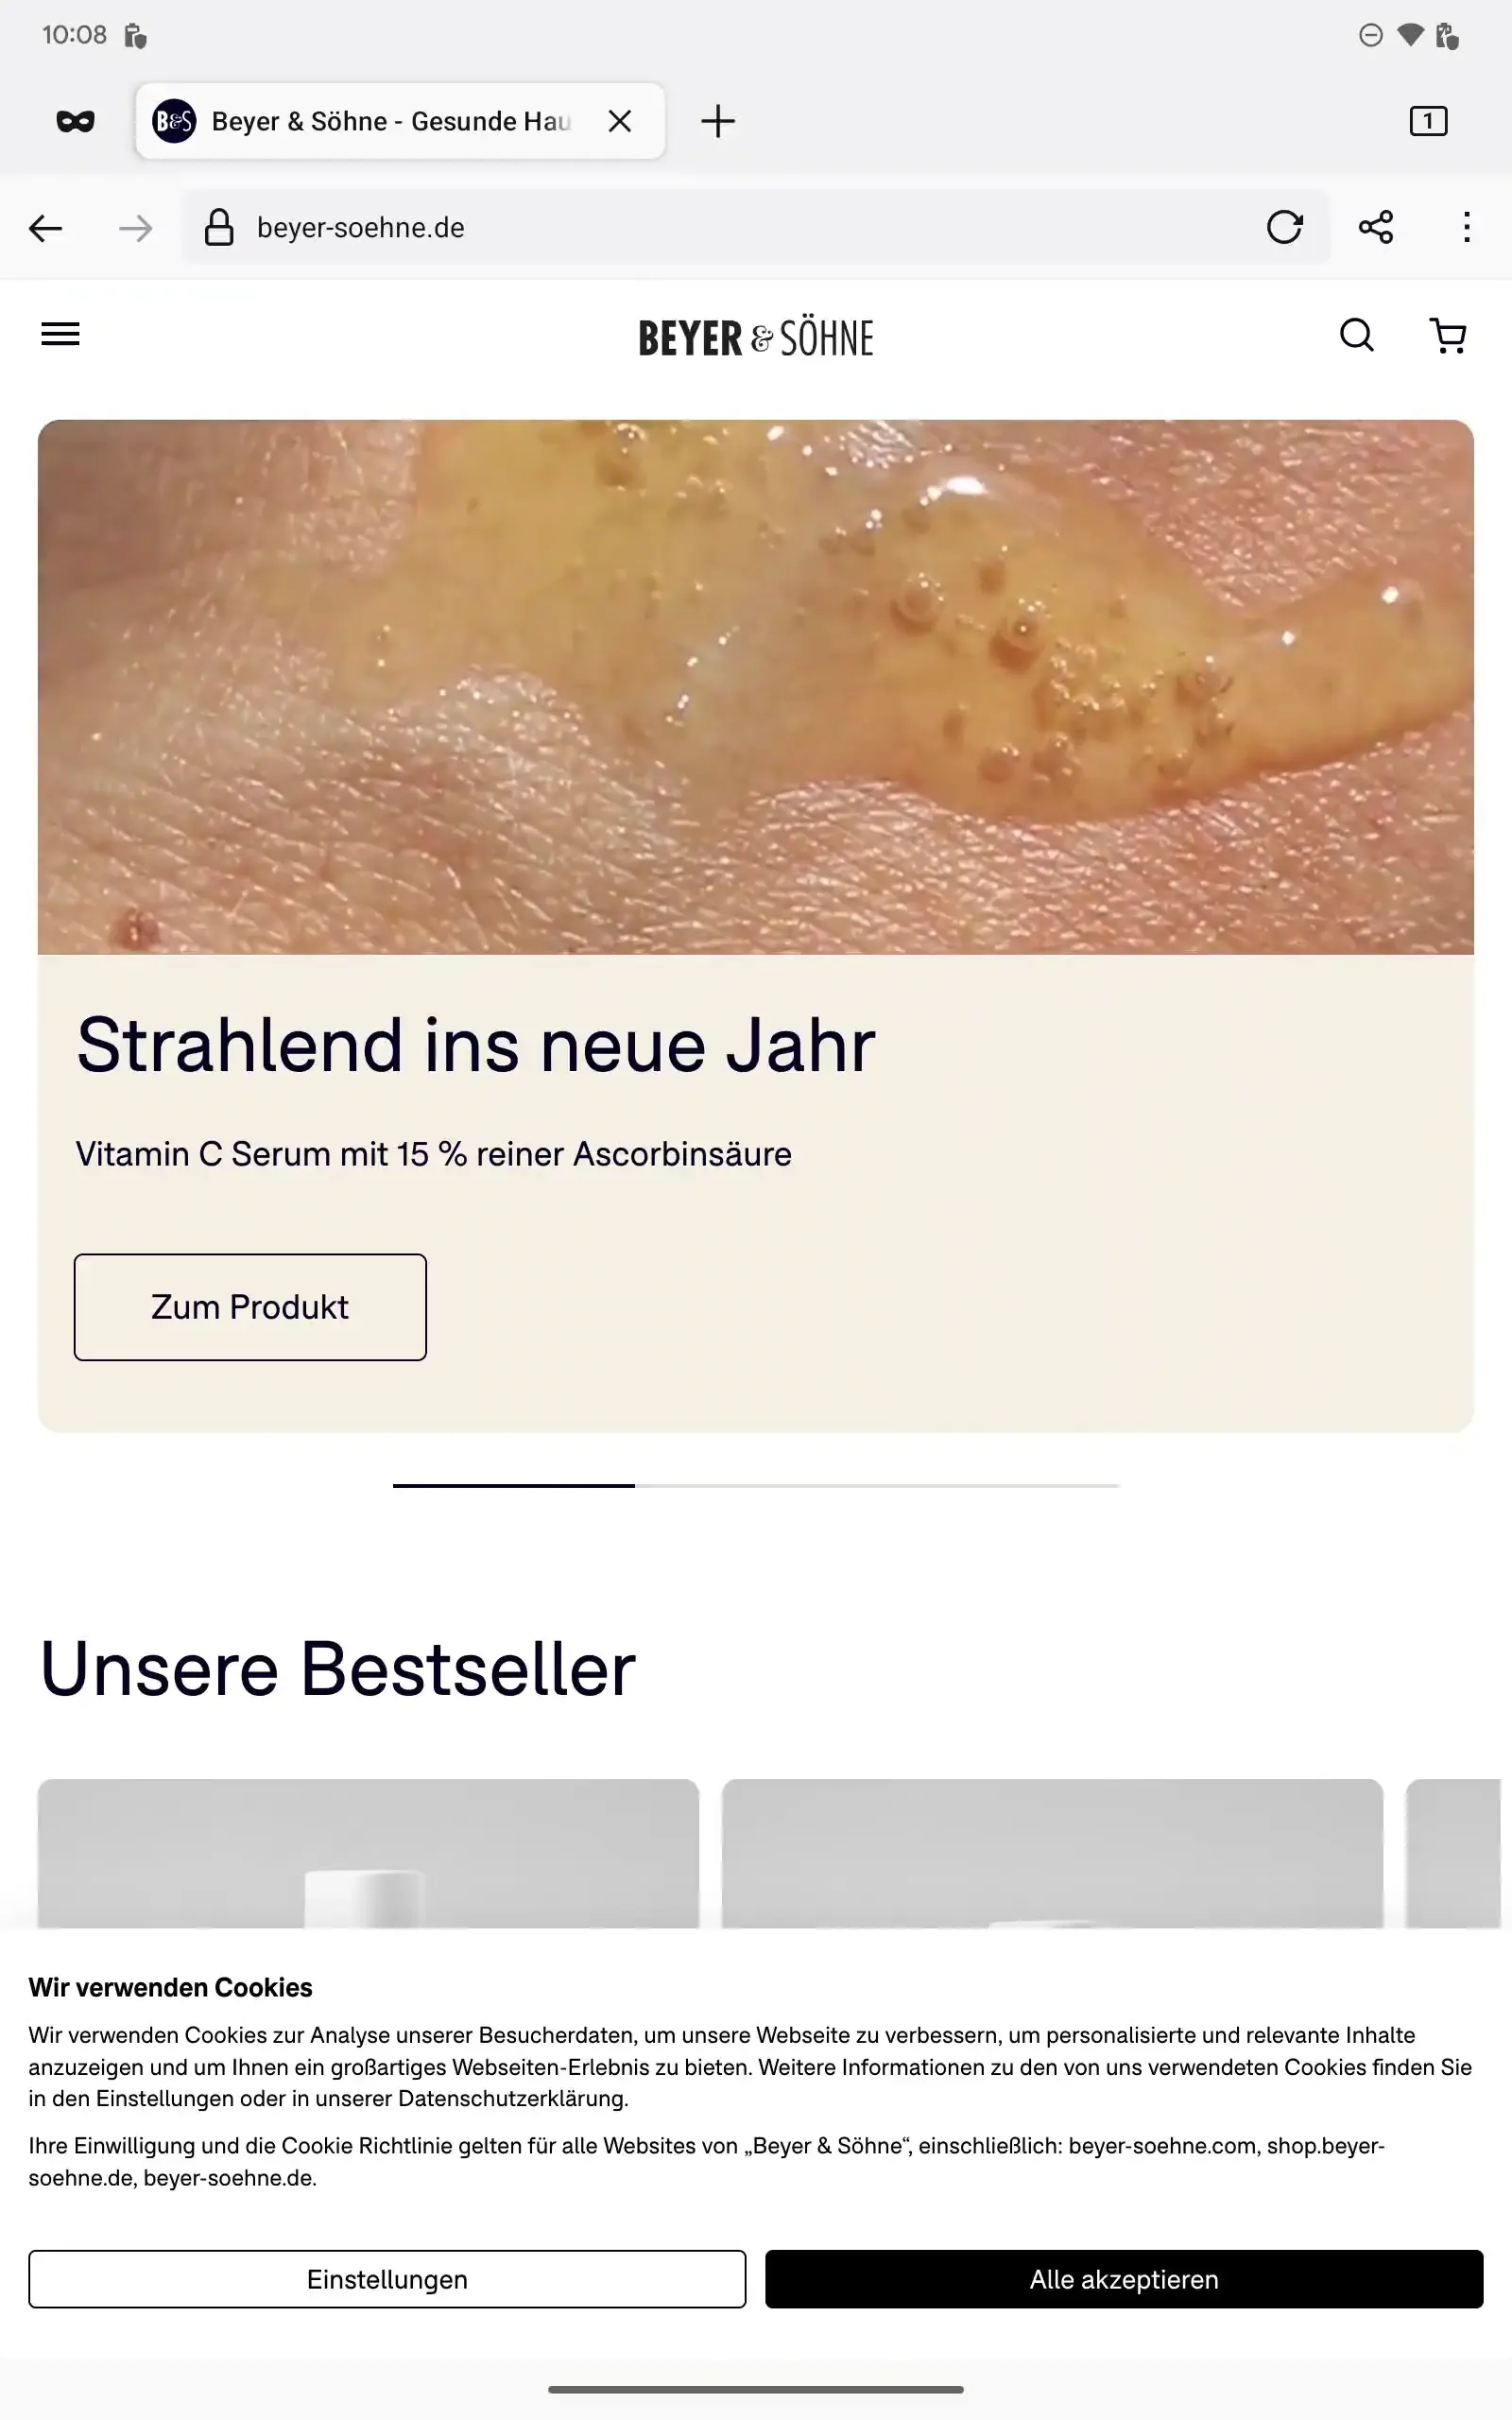 10:08
B&S Beyer & Söhne - Gesunde Hau
1
beyer-soehne.de
BEYER & SÖHNE
Strahlend ins neue Jahr
Vitamin C Serum mit 15 % reiner Ascorbinsäure
Zum Produkt
Unsere Bestseller
Wir verwenden Cookies
Wir verwenden Cookies zur Analyse unserer Besucherdaten, um unsere Webseite zu verbessern, um personalisierte und relevante Inhalte
anzuzeigen und um Ihnen ein großartiges Webseiten-Erlebnis zu bieten. Weitere Informationen zu den von uns verwendeten Cookies finden Sie
in den Einstellungen oder in unserer Datenschutzerklärung.
Ihre Einwilligung und die Cookie Richtlinie gelten für alle Websites von „Beyer & Söhne“, einschließlich: beyer-soehne.com, shop.beyer-
soehne.de, beyer-soehne.de.
Einstellungen
Alle akzeptieren